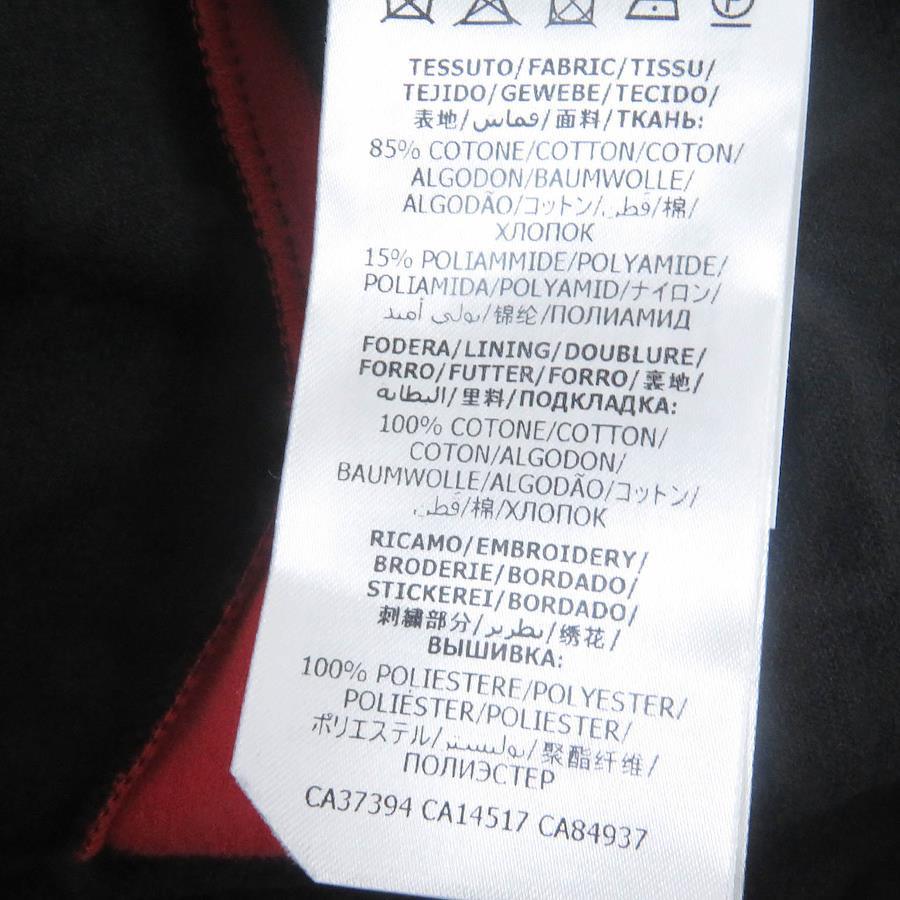 P
TESSUTO/FABRIC/TISSU/
TEJIDO/GEWEBE/TECIDO/
表地/قماس/面料/ТКАНЬ:
85% COTONE/COTTON/COTON/
ALGODON/BAUMWOLLE/
ALGODÃO/コットン/قطن/棉/
ХЛОПОК
15% POLIAMMIDE/POLYAMIDE/
POLIAMIDA/POLYAMID/ナイロン/
بولي أميد/锦纶/ПОЛИАМИД
FODERA/LINING/DOUBLURE/
FORRO/FUTTER/FORRO/裏地/
البطانة/里料/ПОДКЛАДКА:
100% COTONE/COTTON/
COTON/ALGODON/
BAUMWOLLE/ALGODÃO/コットン/
قطن/棉/ХЛОПОК
RICAMO/EMBROIDERY/
BRODERIE/BORDADO/
STICKEREI/BORDADO/
刺繍部分/تطريز/绣花/
ВЫШИВКА:
100% POLIESTERE/POLYESTER/
POLIÉSTER/POLIESTER/
ポリエステル/بوليستر/聚酯纤维/
ПОЛИЭСТЕР
CA37394 CA14517 CA84937